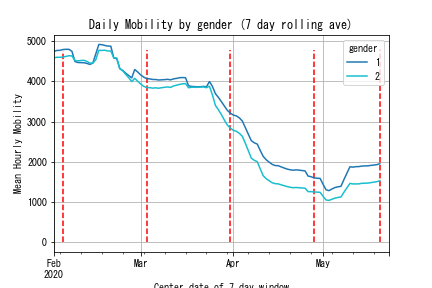 Daily Mobility by gender (7 day rolling ave)
5000
4000
3000
2000
1000
0
Mean hourly Mobility
gender
1
2
Feb
2020
Mar
Apr
May
Center date of 7 day window